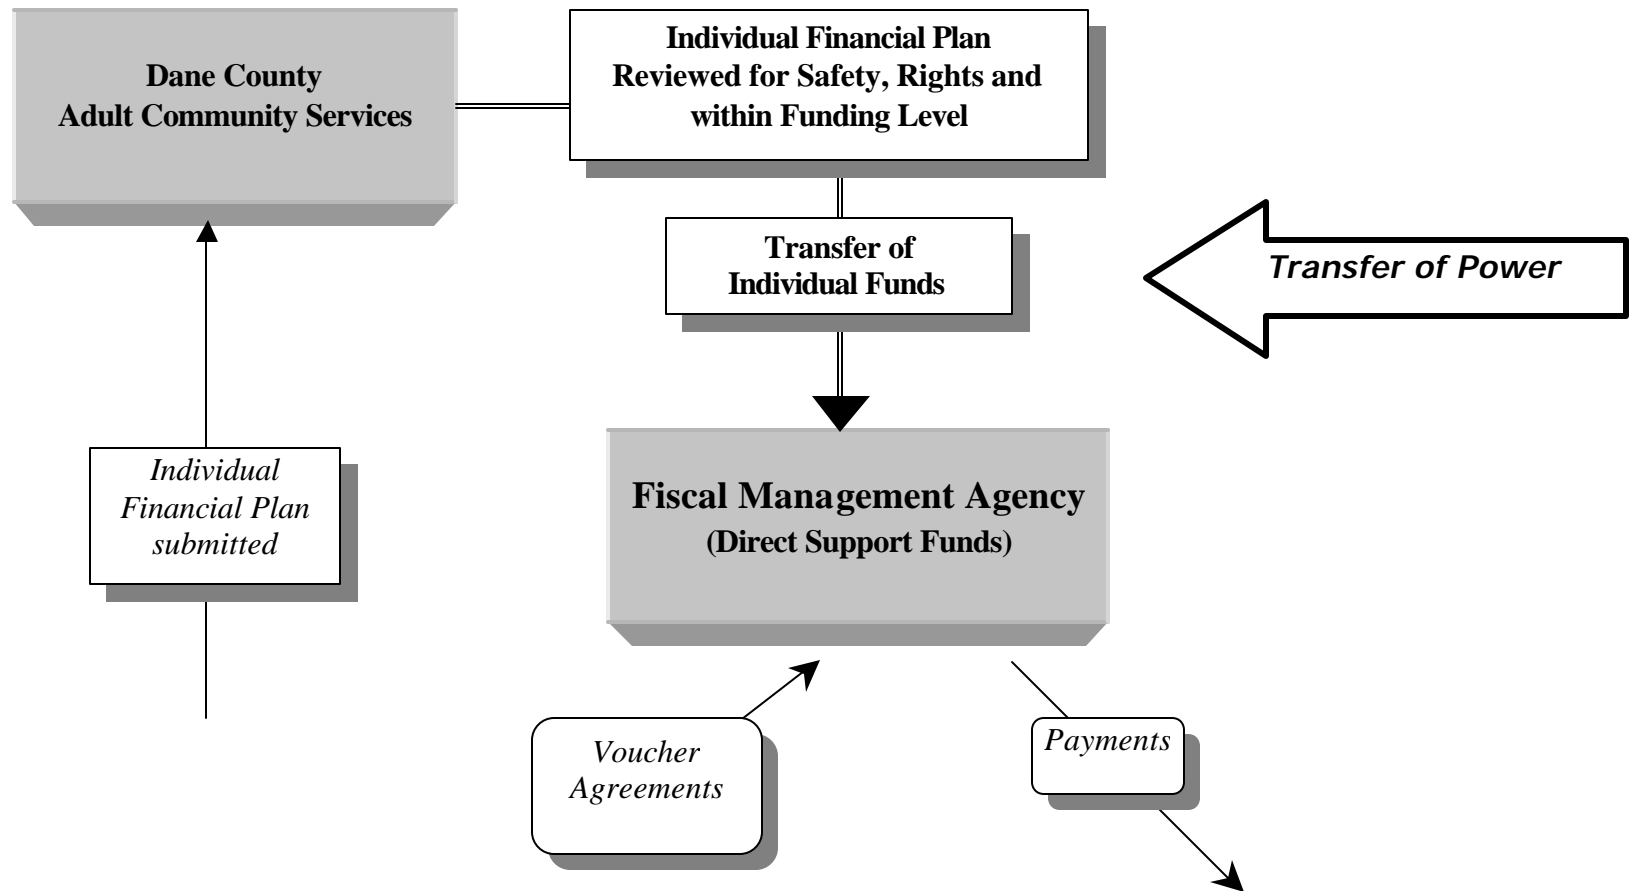 Dane County
Adult Community Services
Individual Financial Plan
Reviewed for Safety, Rights and
within Funding Level
Transfer of
Individual Funds
Transfer of Power
Individual
Financial Plan
submitted
Fiscal Management Agency
(Direct Support Funds)
Voucher
Agreements
Payments